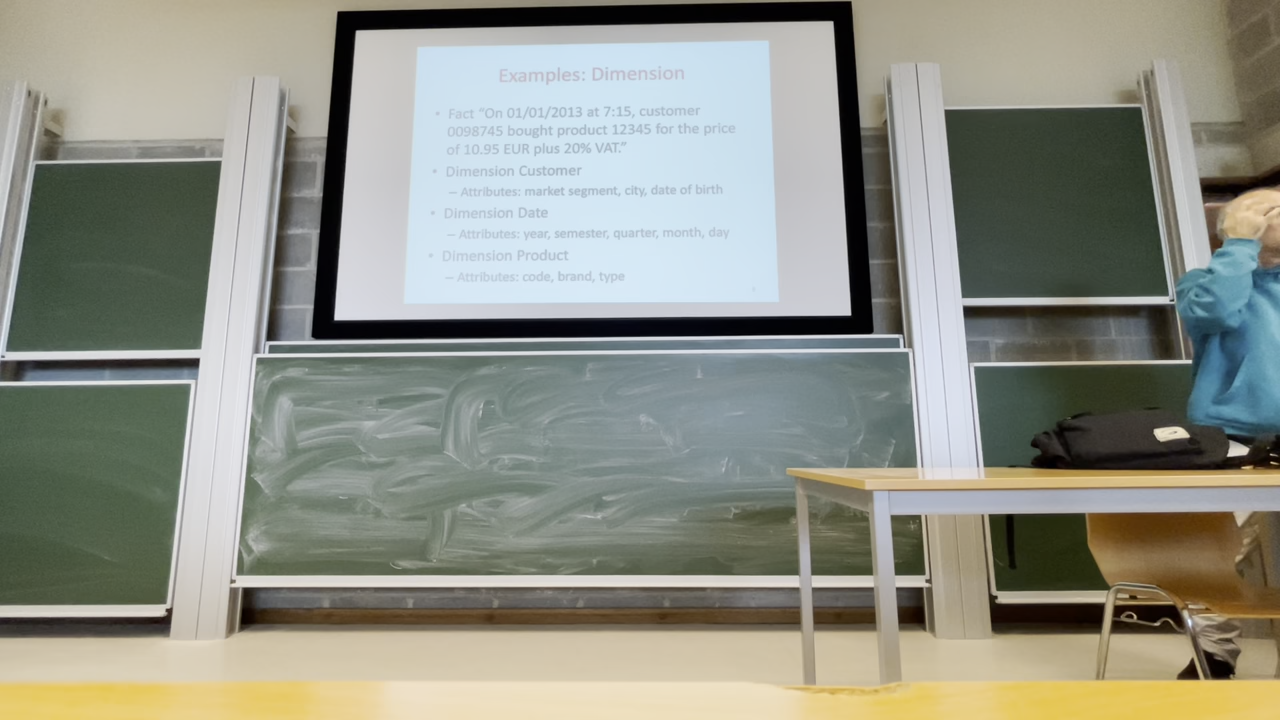 Examples: Dimension
• Fact “On 01/01/2013 at 7:15, customer
0098745 bought product 12345 for the price
of 10.95 EUR plus 20% VAT.”
• Dimension Customer
– Attributes: market segment, city, date of birth
• Dimension Date
– Attributes: year, semester, quarter, month, day
• Dimension Product
– Attributes: code, brand, type